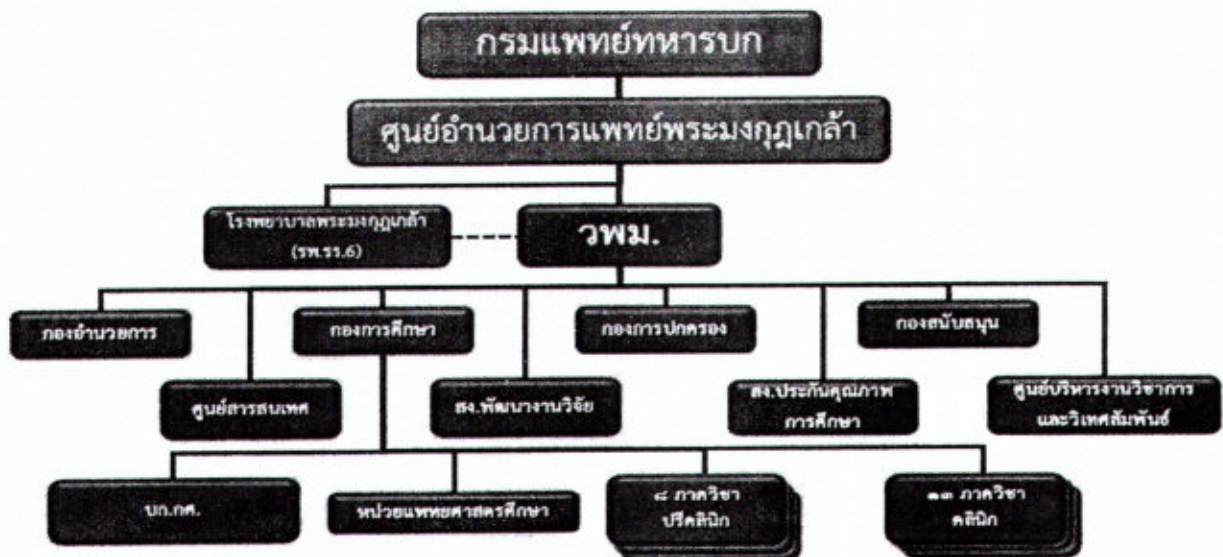 กรมแพทย์ทหารบก
ศูนย์อำนวยการแพทย์พระมงกุฎเกล้า
โรงพยาบาลพระมงกุฎเกล้า
(รพ.รร.6)
วพม.
กองอำนวยการ
กองการศึกษา
กองการปกครอง
กองสนับสนุน
ศูนย์สารสนเทศ
สง.พัฒนางานวิจัย
สง.ประกันคุณภาพ
การศึกษา
ศูนย์บริหารงานวิชาการ
และวิเทศสัมพันธ์
บก.กศ.
หน่วยแพทยศาสตรศึกษา
๘ ภาควิชา
ปรีคลินิก
๑๓ ภาควิชา
คลินิก